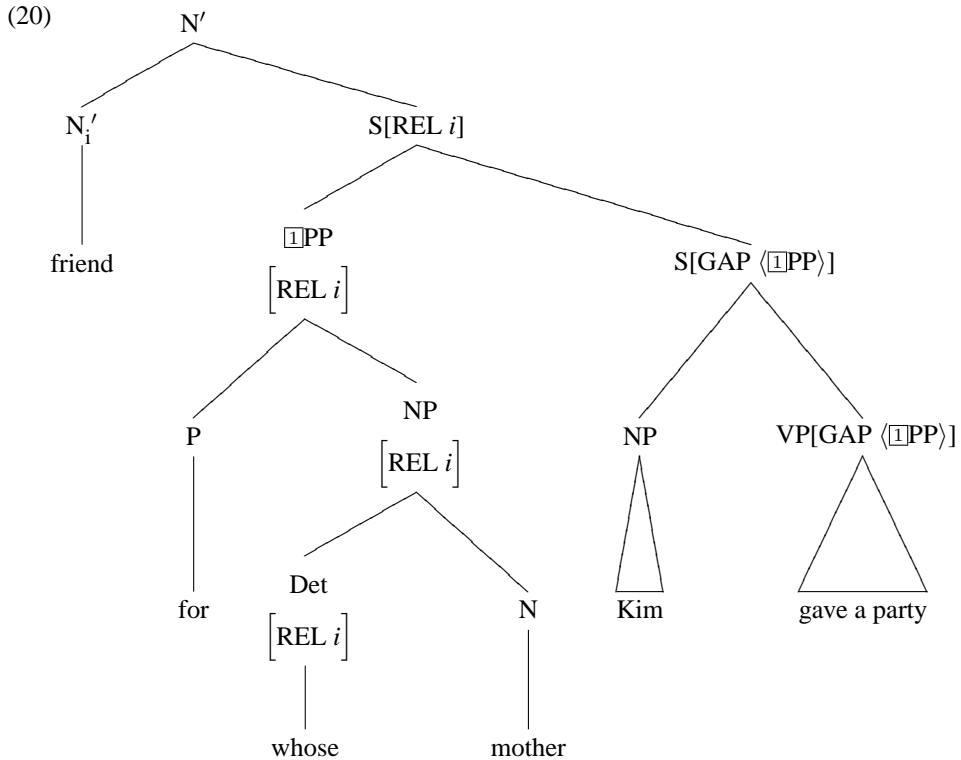 (20)
N′
Nᵢ′ S[REL i]
1PP
friend S[GAP ⟨1PP⟩]
[REL i]
NP
P NP VP[GAP ⟨1PP⟩]
[REL i]
Det
for N Kim gave a party
[REL i]
whose mother